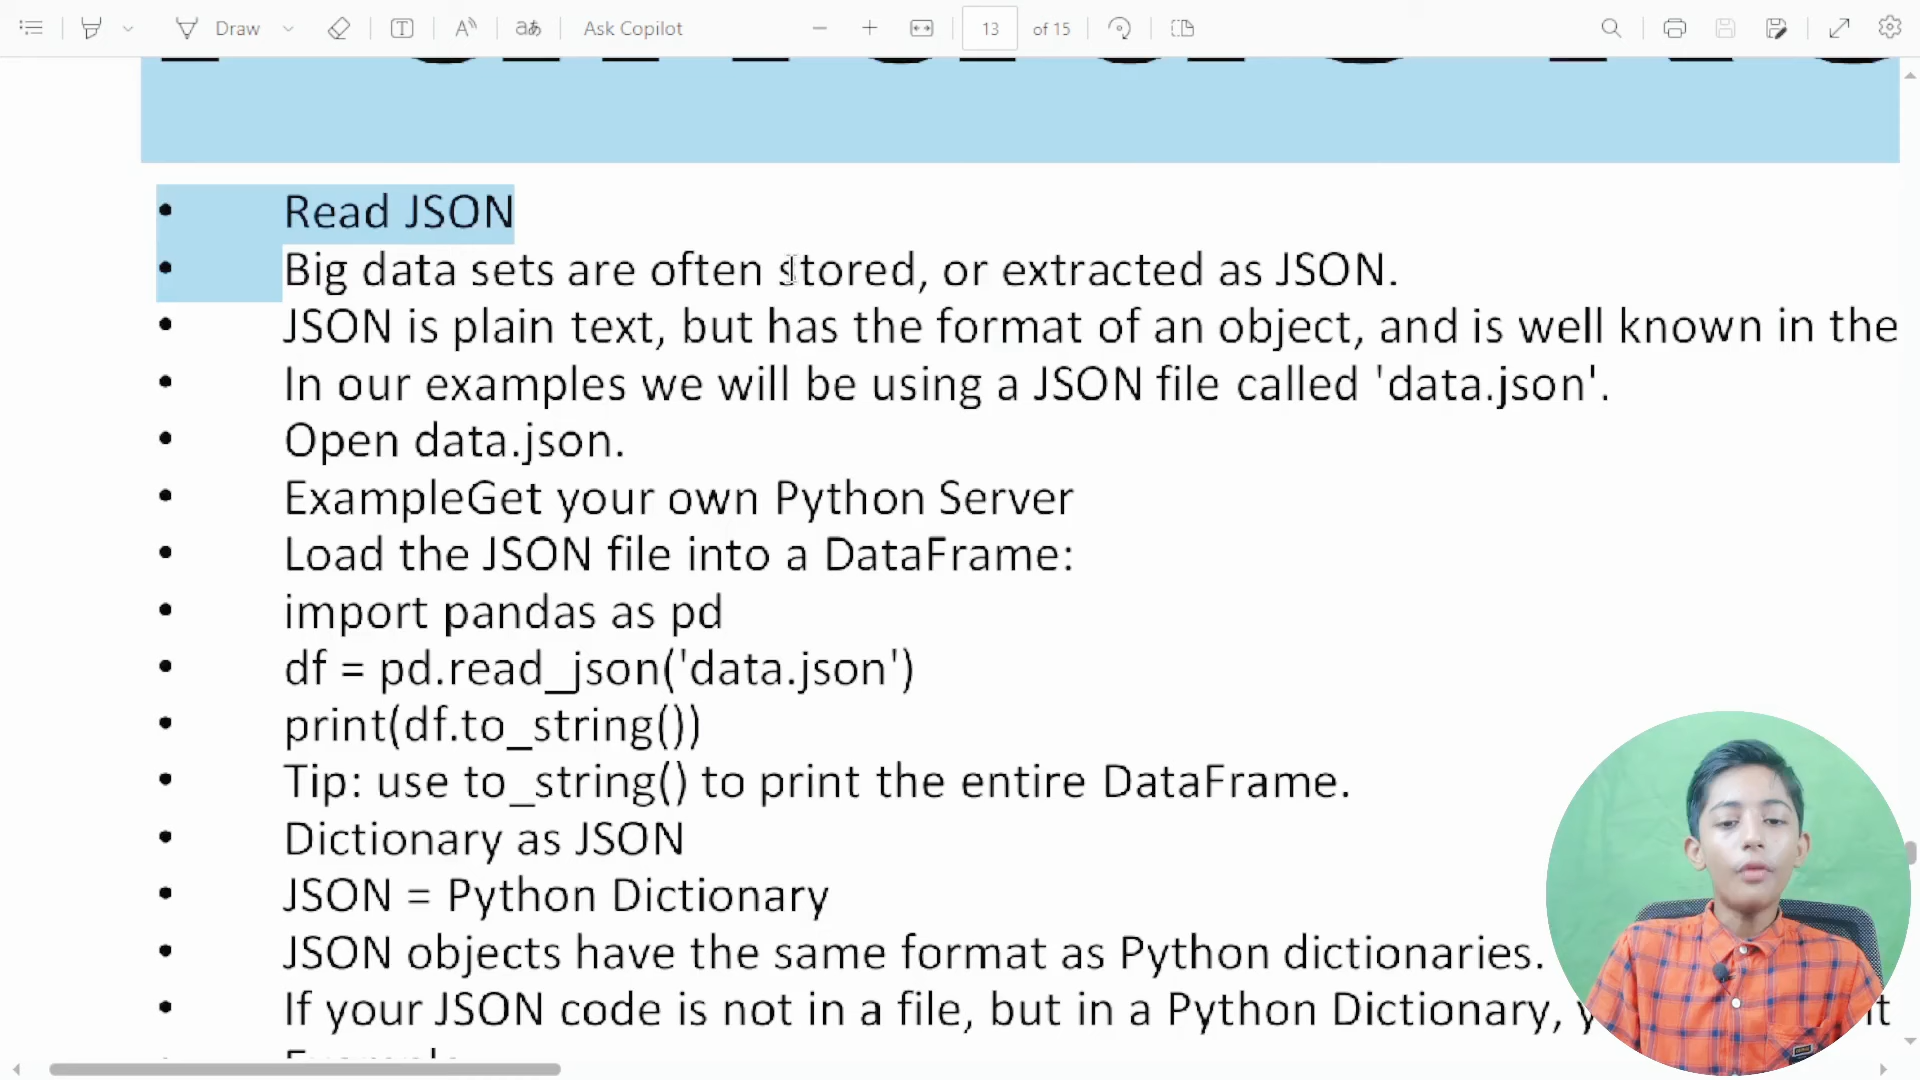 Draw
Ask Copilot
13 of 15
• Read JSON
• Big data sets are often stored, or extracted as JSON.
• JSON is plain text, but has the format of an object, and is well known in the
• In our examples we will be using a JSON file called 'data.json'.
• Open data.json.
• ExampleGet your own Python Server
• Load the JSON file into a DataFrame:
• import pandas as pd
• df = pd.read_json('data.json')
• print(df.to_string())
• Tip: use to_string() to print the entire DataFrame.
• Dictionary as JSON
• JSON = Python Dictionary
• JSON objects have the same format as Python dictionaries.
• If your JSON code is not in a file, but in a Python Dictionary,